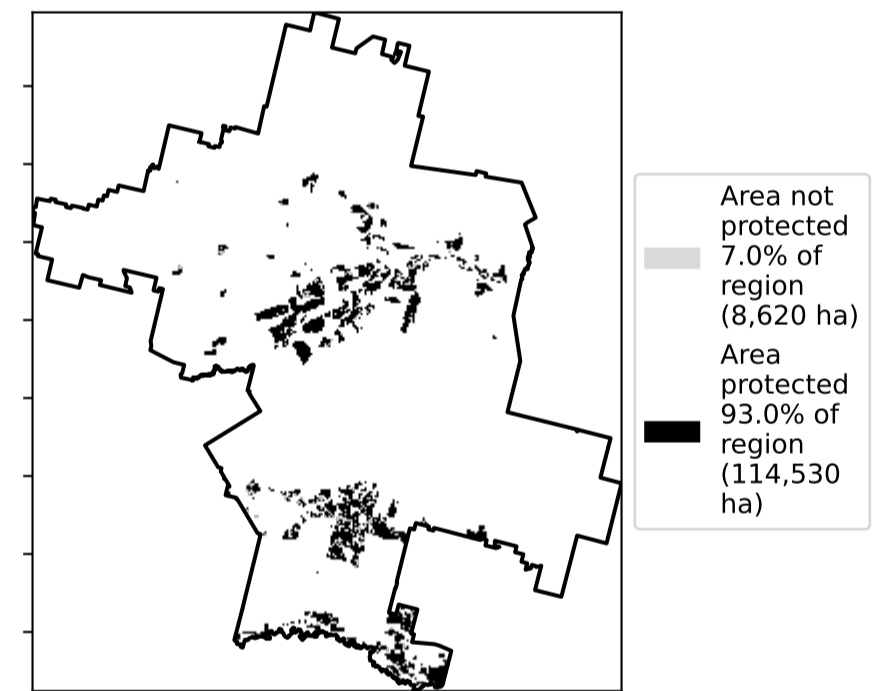 Area not
protected
7.0% of
region
(8,620 ha)
Area
protected
93.0% of
region
(114,530
ha)